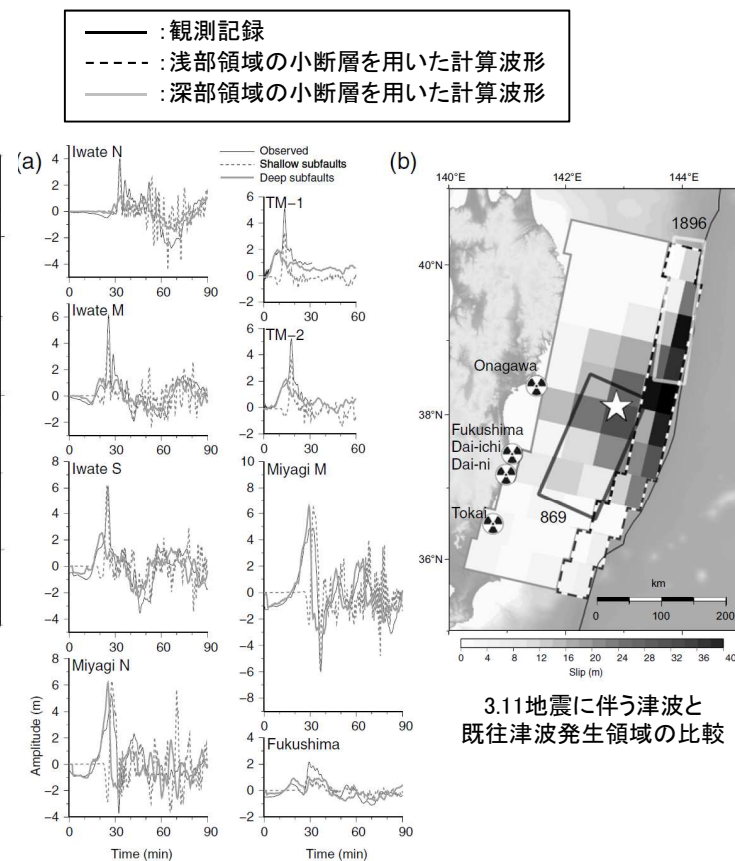 :観測記録
:浅部領域の小断層を用いた計算波形
:深部領域の小断層を用いた計算波形
(a)
Observed
Shallow subfaults
Deep subfaults
Iwate N
4
2
0
−2
−4
0 30 60 90
TM−1
6
4
2
0
−2
0 15 30 45 60
Iwate M
6
4
2
0
−2
0 30 60 90
TM−2
6
4
2
0
−2
0 15 30 45 60
Iwate S
8
6
4
2
0
−2
−4
0 30 60 90
Miyagi M
8
6
4
2
0
−2
−4
−6
−8
0 30 60 90
Miyagi N
8
6
4
2
0
−2
−4
0 30 60 90
Fukushima
4
2
0
−2
0 30 60 90
Amplitude (m)
Time (min)
Time (min)
(b)
140˚E 142˚E 144˚E
40˚N
38˚N
36˚N
1896
Onagawa
Fukushima
Dai-ichi
Dai-ni
Tokai
869
km
0 100 200
0 4 8 12 16 20 24 28 32 36 40
Slip (m)
3.11地震に伴う津波と
既往津波発生領域の比較